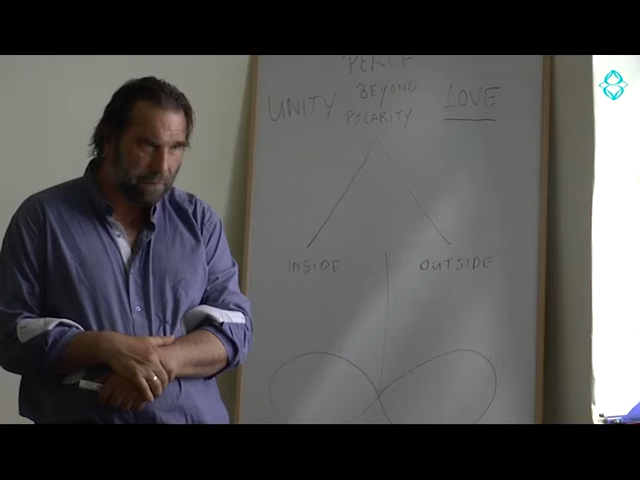 PEACE
BEYOND
UNITY LOVE
POLARITY
INSIDE OUTSIDE